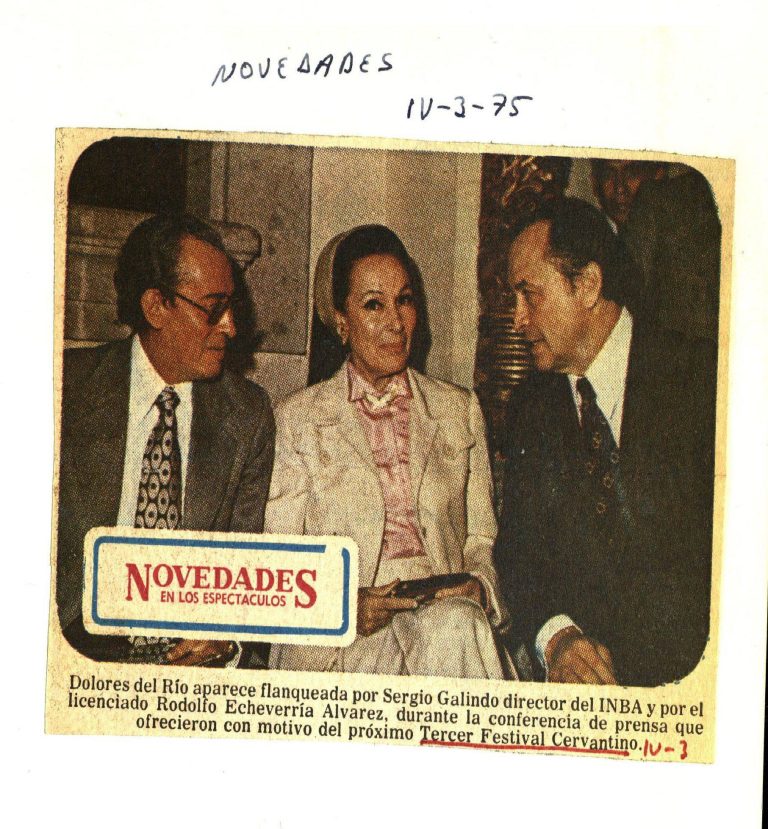 NOVEDADES
IV-3-75
NOVEDADES
EN LOS ESPECTACULOS
Dolores del Río aparece flanqueada por Sergio Galindo director del INBA y por el
licenciado Rodolfo Echeverría Alvarez, durante la conferencia de prensa que
ofrecieron con motivo del próximo Tercer Festival Cervantino. IV-3